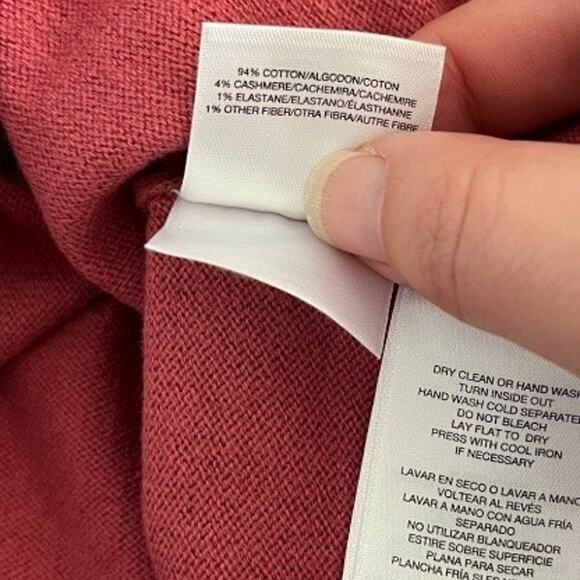 94% COTTON/ALGODON/COTON
4% CASHMERE/CACHEMIRA/CACHEMIRE
1% ELASTANE/ELASTANO/ÉLASTHANNE
1% OTHER FIBER/OTRA FIBRA/AUTRE FIBRE
DRY CLEAN OR HAND WASH
TURN INSIDE OUT
HAND WASH COLD SEPARATE
DO NOT BLEACH
LAY FLAT TO DRY
PRESS WITH COOL IRON
IF NECESSARY
LAVAR EN SECO O LAVAR A MANO
VOLTEAR AL REVÉS
LAVAR A MANO CON AGUA FRÍA
SEPARADO
NO UTILIZAR BLANQUEADOR
ESTIRE SOBRE SUPERFICIE
PLANA PARA SECAR
PLANCHA FRÍA